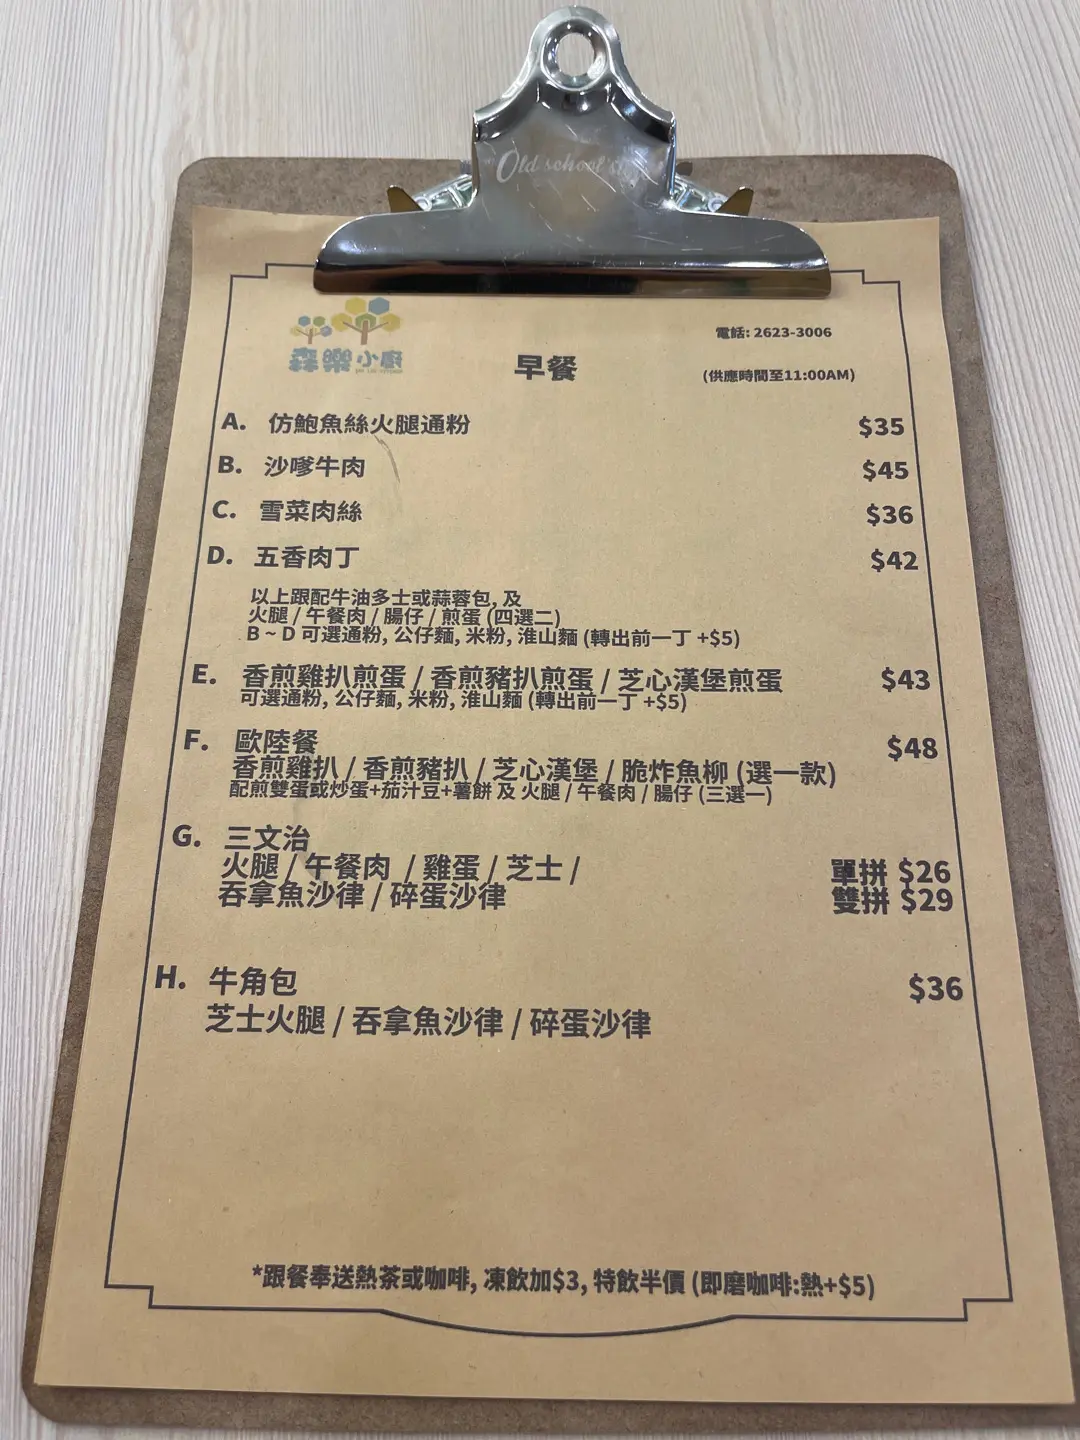 Old school
森樂小廚
早餐
電話: 2623-3006
(供應時間至11:00AM)
A. 仿鮑魚絲火腿通粉 $35
B. 沙嗲牛肉 $45
C. 雪菜肉絲 $36
D. 五香肉丁 $42
以上跟配牛油多士或蒜蓉包, 及
火腿 / 午餐肉 / 腸仔 / 煎蛋 (四選二)
B ~ D 可選通粉, 公仔麵, 米粉, 淮山麵 (轉出前一丁 +$5)
E. 香煎雞扒煎蛋 / 香煎豬扒煎蛋 / 芝心漢堡煎蛋 $43
可選通粉, 公仔麵, 米粉, 淮山麵 (轉出前一丁 +$5)
F. 歐陸餐 $48
香煎雞扒 / 香煎豬扒 / 芝心漢堡 / 脆炸魚柳 (選一款)
配煎雙蛋或炒蛋+茄汁豆+薯餅 及 火腿 / 午餐肉 / 腸仔 (三選一)
G. 三文治
火腿 / 午餐肉 / 雞蛋 / 芝士 / 單拼 $26
吞拿魚沙律 / 碎蛋沙律 雙拼 $29
H. 牛角包 $36
芝士火腿 / 吞拿魚沙律 / 碎蛋沙律
*跟餐奉送熱茶或咖啡, 凍飲加$3, 特飲半價 (即磨咖啡:熱+$5)